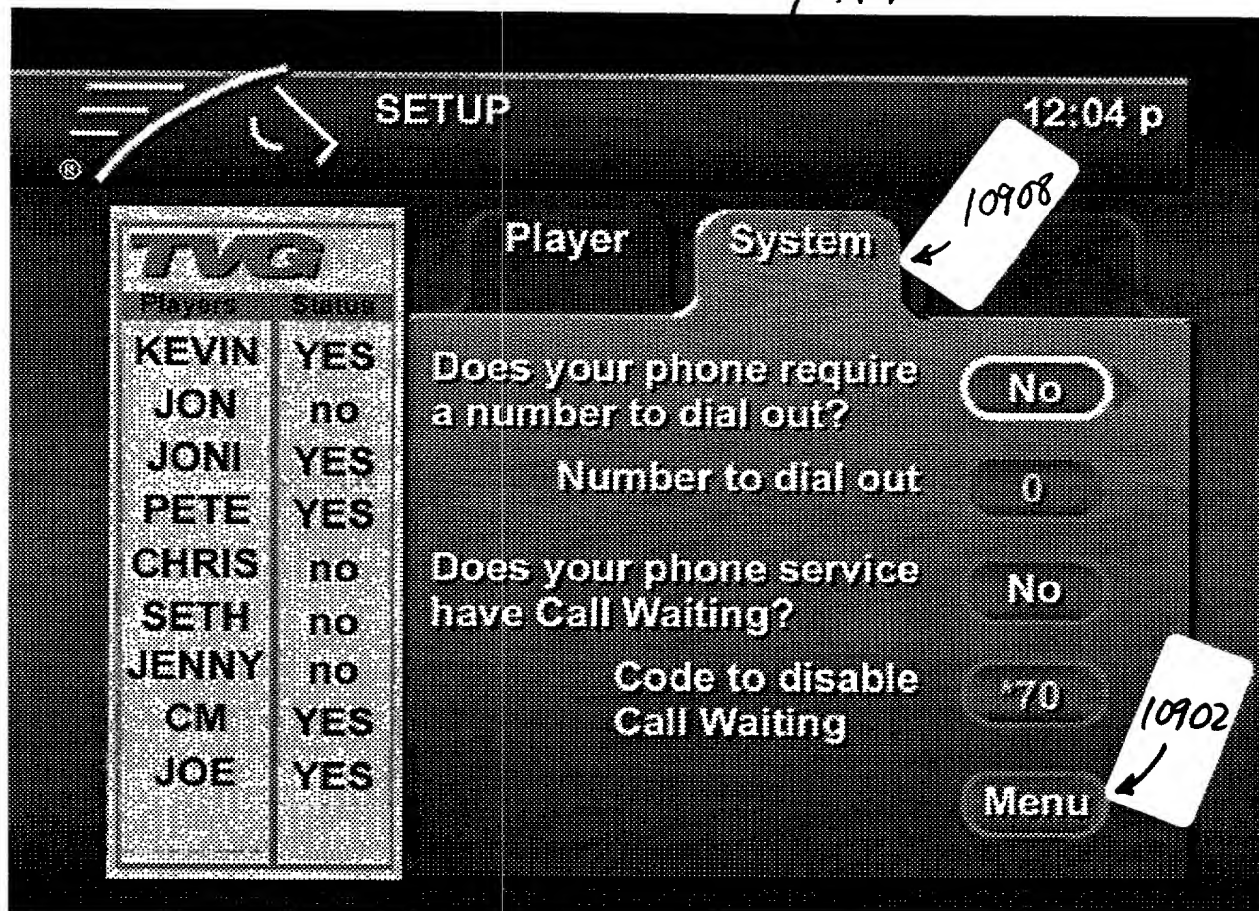 SETUP
12:04 p
®
10908
Player
System
TVG
Players Status
KEVIN YES
JON no
JONI YES
PETE YES
CHRIS no
SETH no
JENNY no
CM YES
JOE YES
Does your phone require
a number to dial out?
No
Number to dial out
0
Does your phone service
have Call Waiting?
No
Code to disable
Call Waiting
*70
10902
Menu